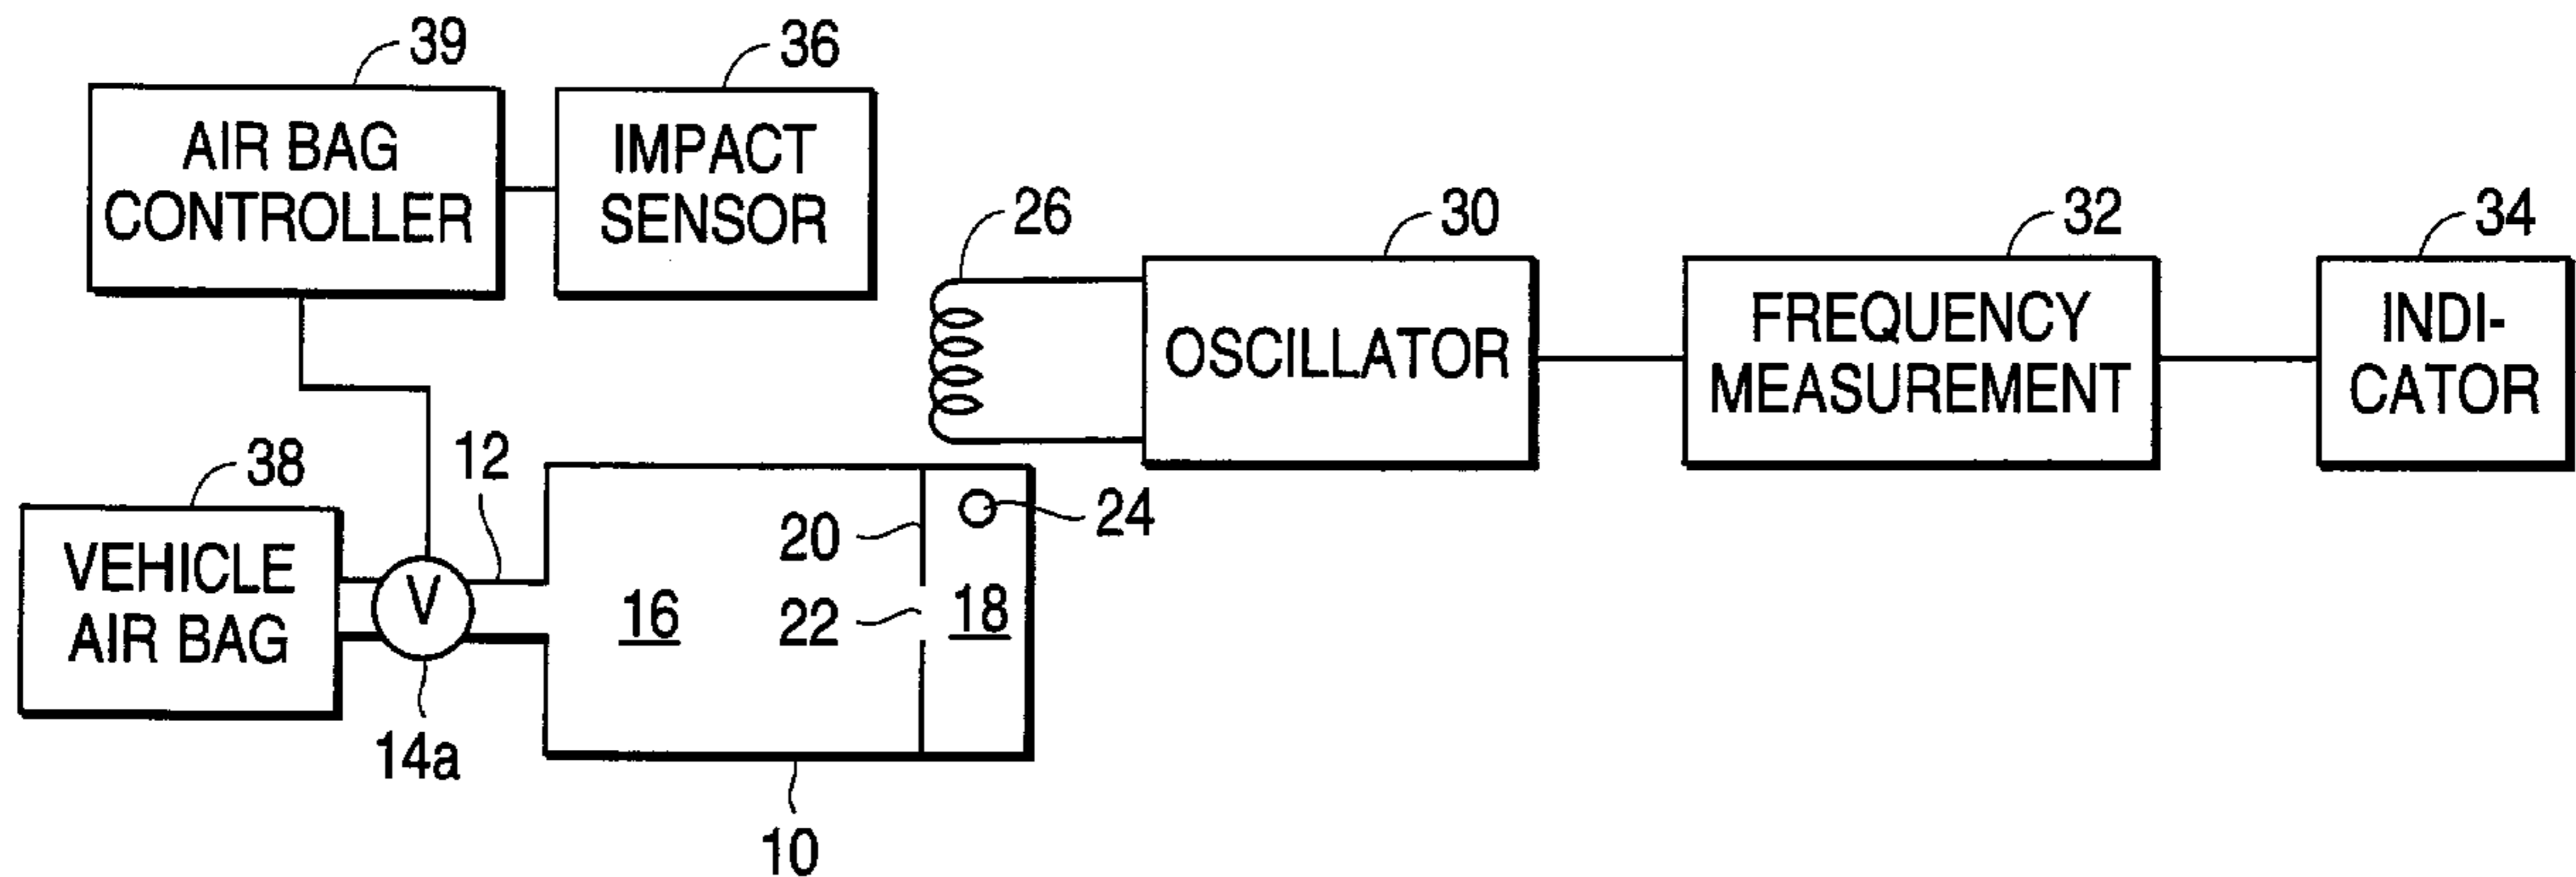 39
36
AIR BAG
CONTROLLER
IMPACT
SENSOR
26
30
32
34
OSCILLATOR
FREQUENCY
MEASUREMENT
INDI-
CATOR
38
12
VEHICLE
AIR BAG
V
14a
16
20
22
18
24
10